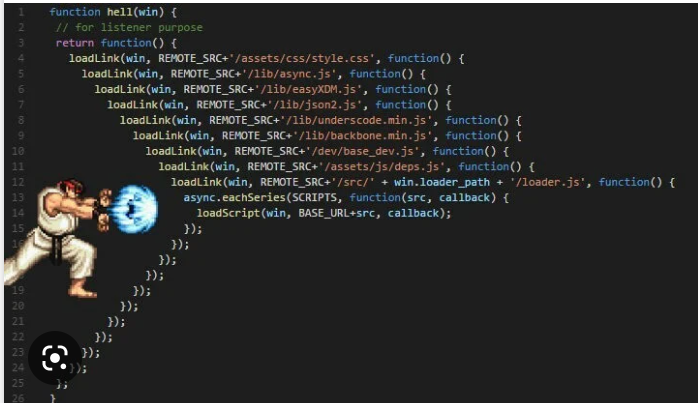 1 function hell(win) {
2 // for listener purpose
3 return function() {
4 loadLink(win, REMOTE_SRC+'/assets/css/style.css', function() {
5 loadLink(win, REMOTE_SRC+'/lib/async.js', function() {
6 loadLink(win, REMOTE_SRC+'/lib/easyXDM.js', function() {
7 loadLink(win, REMOTE_SRC+'/lib/json2.js', function() {
8 loadLink(win, REMOTE_SRC+'/lib/underscode.min.js', function() {
9 loadLink(win, REMOTE_SRC+'/lib/backbone.min.js', function() {
10 loadLink(win, REMOTE_SRC+'/dev/base_dev.js', function() {
11 loadLink(win, REMOTE_SRC+'/assets/js/deps.js', function() {
12 loadLink(win, REMOTE_SRC+'/src/' + win.loader_path + '/loader.js', function() {
13 async.eachSeries(SCRIPTS, function(src, callback) {
14 loadScript(win, BASE_URL+src, callback);
15 });
16 });
});
});
19 });
20 });
21 });
22 });
23 });
24 });
25 };
26 }